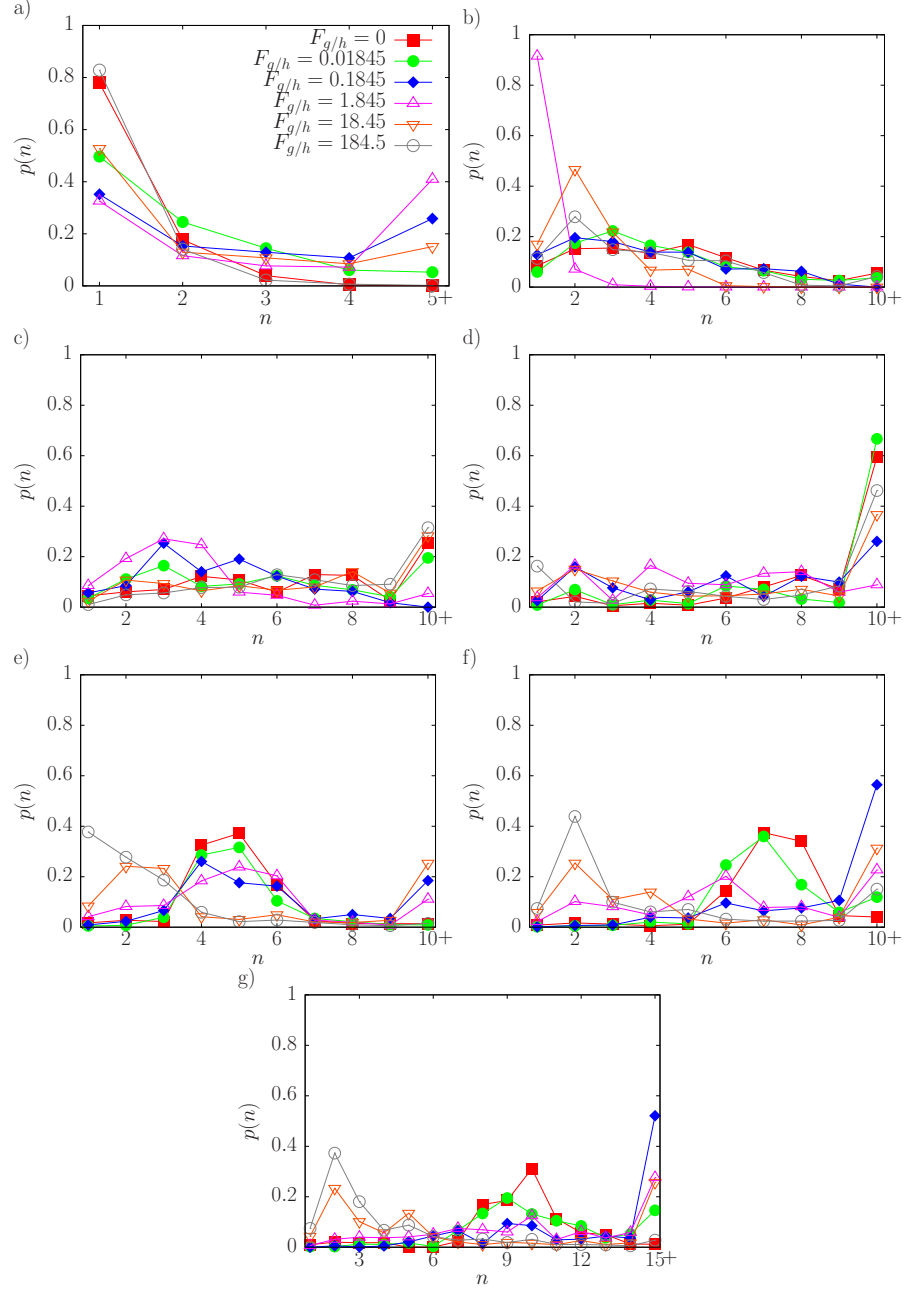 a)
1
0.8
0.6
0.4
0.2
0
p(n)
1 2 3 4 5+
n
F_{g/h} = 0
F_{g/h} = 0.01845
F_{g/h} = 0.1845
F_{g/h} = 1.845
F_{g/h} = 18.45
F_{g/h} = 184.5
b)
1
0.8
0.6
0.4
0.2
0
p(n)
2 4 6 8 10+
n
c)
1
0.8
0.6
0.4
0.2
0
p(n)
2 4 6 8 10+
n
d)
1
0.8
0.6
0.4
0.2
0
p(n)
2 4 6 8 10+
n
e)
1
0.8
0.6
0.4
0.2
0
p(n)
2 4 6 8 10+
n
f)
1
0.8
0.6
0.4
0.2
0
p(n)
2 4 6 8 10+
n
g)
1
0.8
0.6
0.4
0.2
0
p(n)
3 6 9 12 15+
n